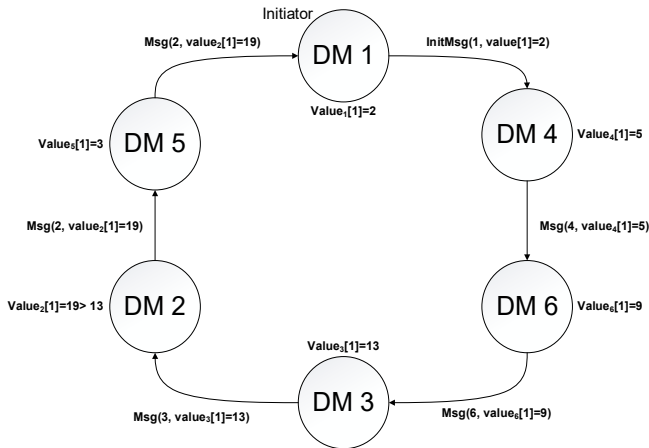 Initiator
Msg(2, value₂[1]=19)
DM 1
InitMsg(1, value[1]=2)
Value₁[1]=2
DM 4
Value₄[1]=5
Value₅[1]=3
DM 5
Msg(2, value₂[1]=19)
Msg(4, value₄[1]=5)
Value₂[1]=19> 13
DM 2
DM 6
Value₆[1]=9
Value₃[1]=13
DM 3
Msg(3, value₃[1]=13)
Msg(6, value₆[1]=9)